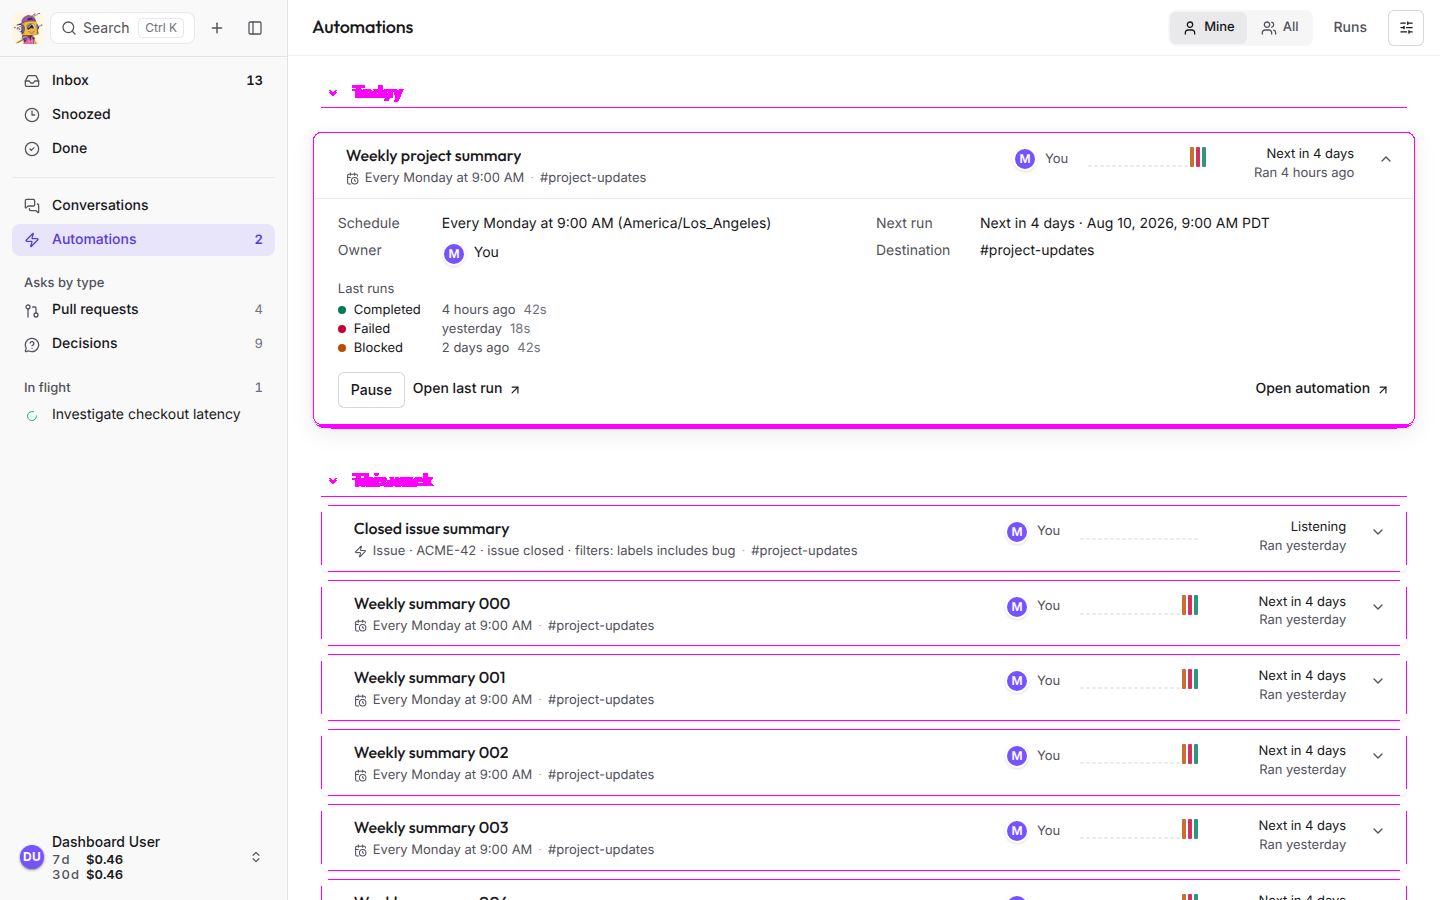 Search Ctrl K
Inbox 13
Snoozed
Done
Conversations
Automations 2
Asks by type
Pull requests 4
Decisions 9
In flight 1
Investigate checkout latency
DU Dashboard User
7d $0.46
30d $0.46
Automations
Mine All Runs
Today
Weekly project summary
Every Monday at 9:00 AM · #project-updates
M You
Next in 4 days
Ran 4 hours ago
Schedule Every Monday at 9:00 AM (America/Los_Angeles)
Next run Next in 4 days · Aug 10, 2026, 9:00 AM PDT
Owner M You
Destination #project-updates
Last runs
Completed 4 hours ago 42s
Failed yesterday 18s
Blocked 2 days ago 42s
Pause Open last run
Open automation
This week
Closed issue summary
Issue · ACME-42 · issue closed · filters: labels includes bug · #project-updates
M You
Listening
Ran yesterday
Weekly summary 000
Every Monday at 9:00 AM · #project-updates
M You
Next in 4 days
Ran yesterday
Weekly summary 001
Every Monday at 9:00 AM · #project-updates
M You
Next in 4 days
Ran yesterday
Weekly summary 002
Every Monday at 9:00 AM · #project-updates
M You
Next in 4 days
Ran yesterday
Weekly summary 003
Every Monday at 9:00 AM · #project-updates
M You
Next in 4 days
Ran yesterday